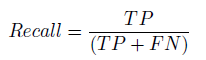 Recall = TP / (TP + FN)